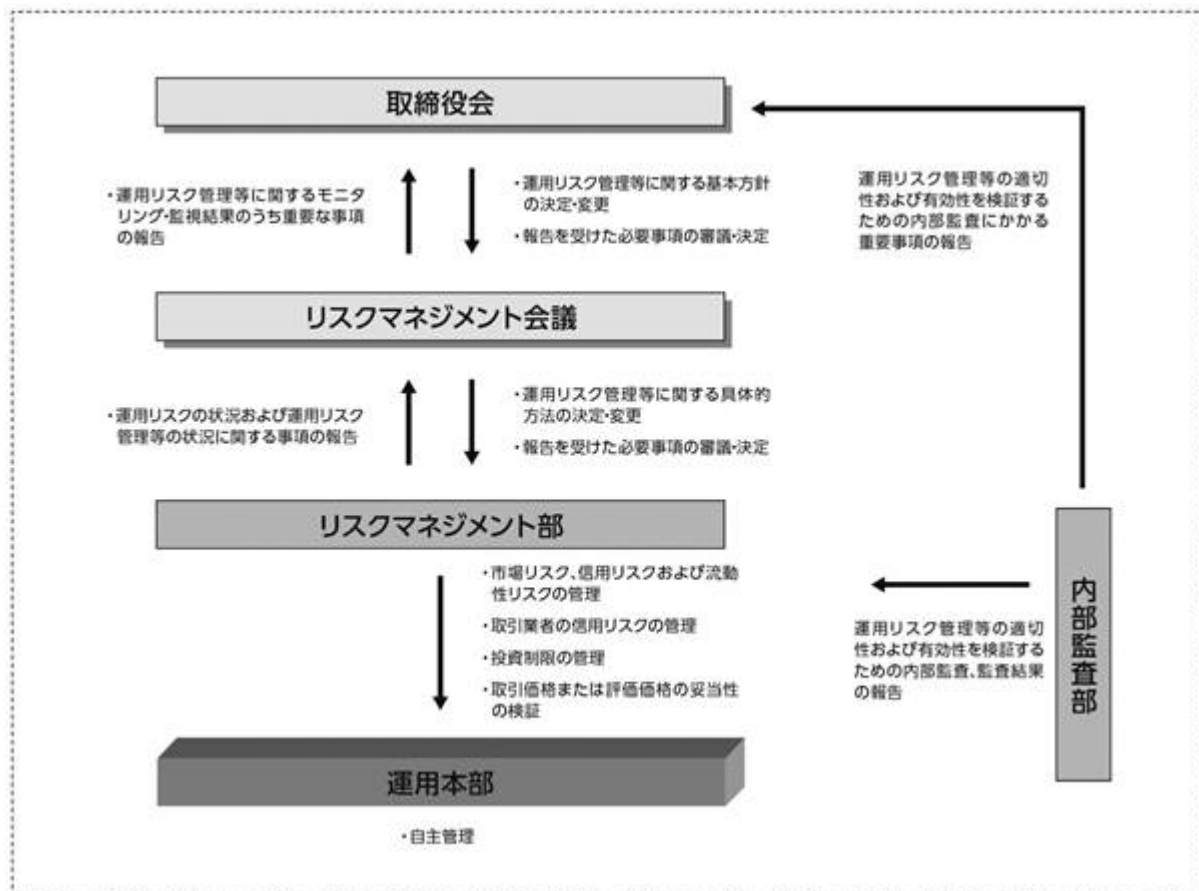 取締役会
・運用リスク管理等に関するモニタ
リング・監視結果のうち重要な事項
の報告
・運用リスク管理等に関する基本方針
の決定・変更
・報告を受けた必要事項の審議・決定
運用リスク管理等の適切
性および有効性を検証す
るための内部監査にかかる
重要事項の報告
リスクマネジメント会議
・運用リスクの状況および運用リスク
管理等の状況に関する事項の報告
・運用リスク管理等に関する具体的
方法の決定・変更
・報告を受けた必要事項の審議・決定
リスクマネジメント部
・市場リスク、信用リスクおよび流動
性リスクの管理
・取引業者の信用リスクの管理
・投資制限の管理
・取引価格または評価価格の妥当性
の検証
運用リスク管理等の適切
性および有効性を検証する
ための内部監査、監査結果
の報告
内部監査部
運用本部
・自主管理